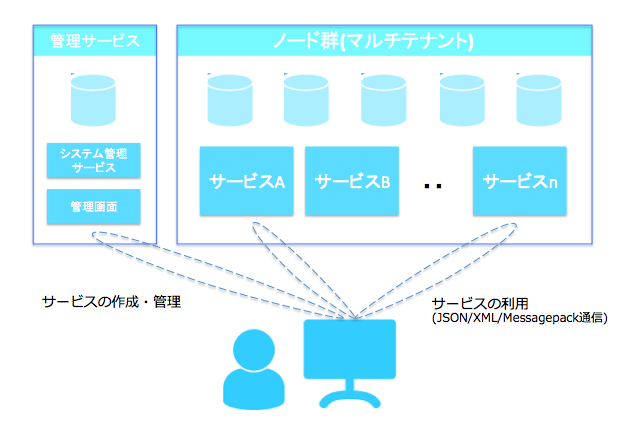 管理サービス
ノード群(マルチテナント)
システム管理
サービス
管理画面
サービスA
サービスB
..
サービスn
サービスの作成・管理
サービスの利用
(JSON/XML/Messagepack通信)